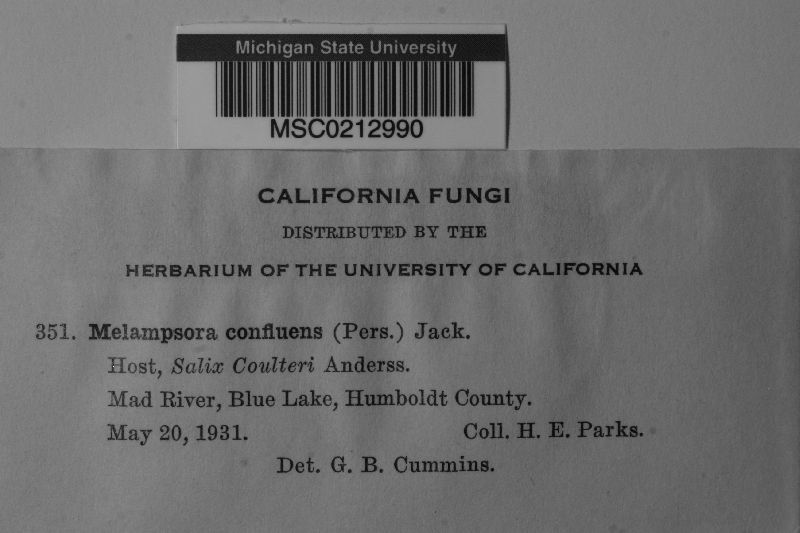 Michigan State University
MSC0212990
CALIFORNIA FUNGI
DISTRIBUTED BY THE
HERBARIUM OF THE UNIVERSITY OF CALIFORNIA
351. Melampsora confluens (Pers.) Jack.
Host, Salix Coulteri Anderss.
Mad River, Blue Lake, Humboldt County.
May 20, 1931. Coll. H. E. Parks.
Det. G. B. Cummins.